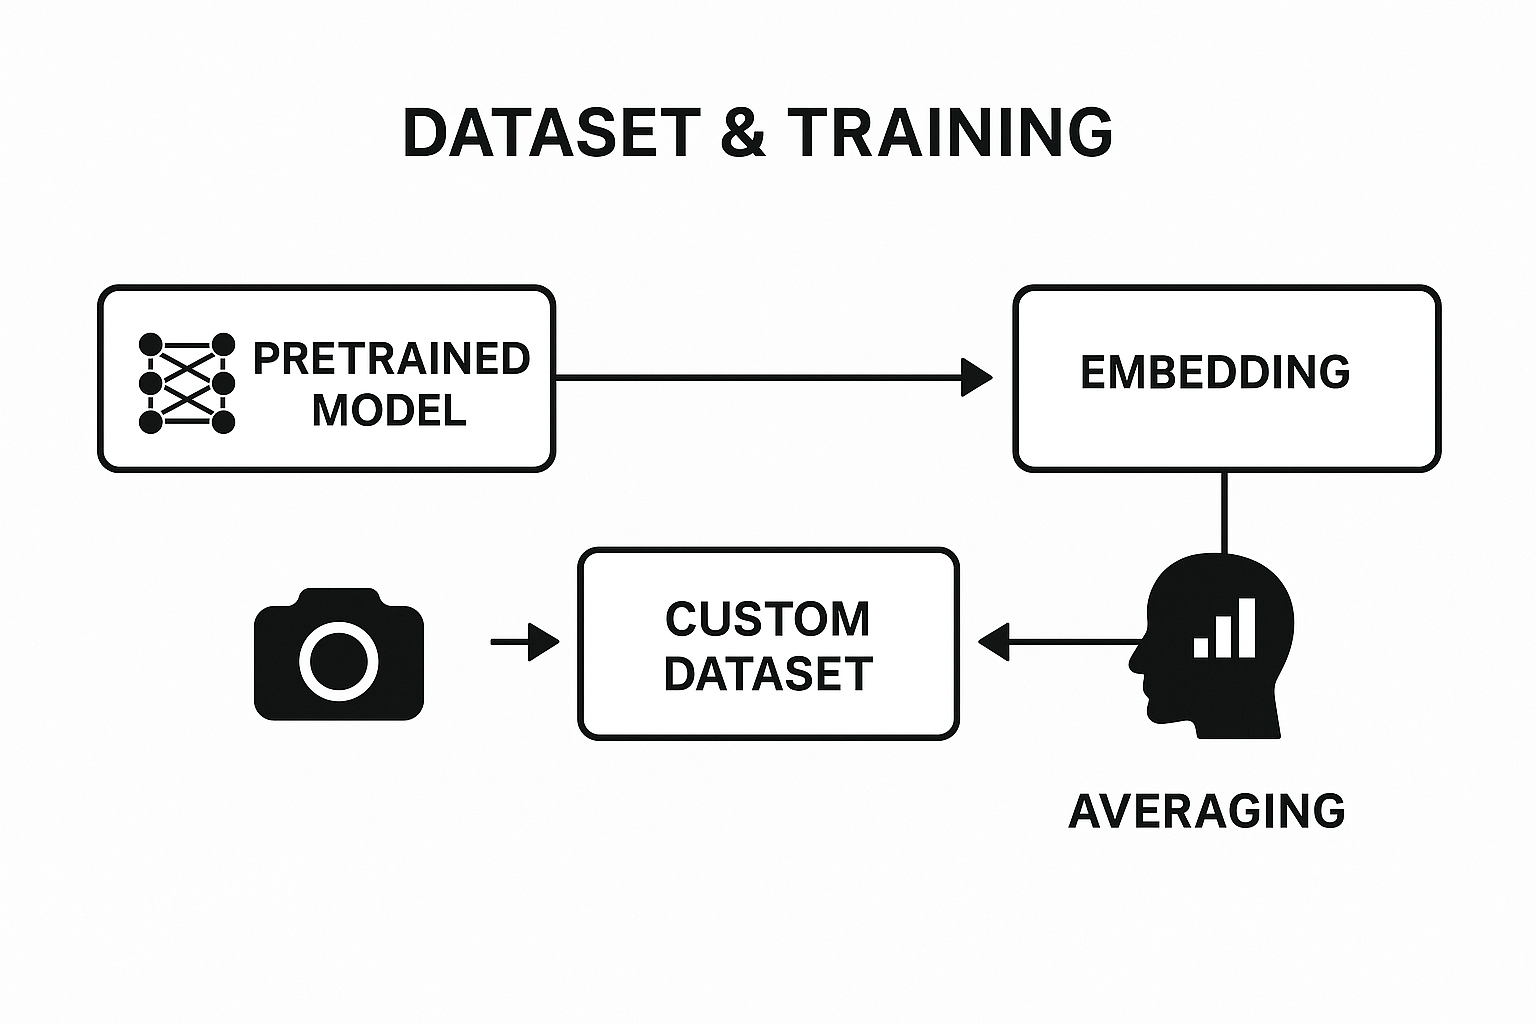 DATASET & TRAINING
PRETRAINED
MODEL
EMBEDDING
CUSTOM
DATASET
AVERAGING